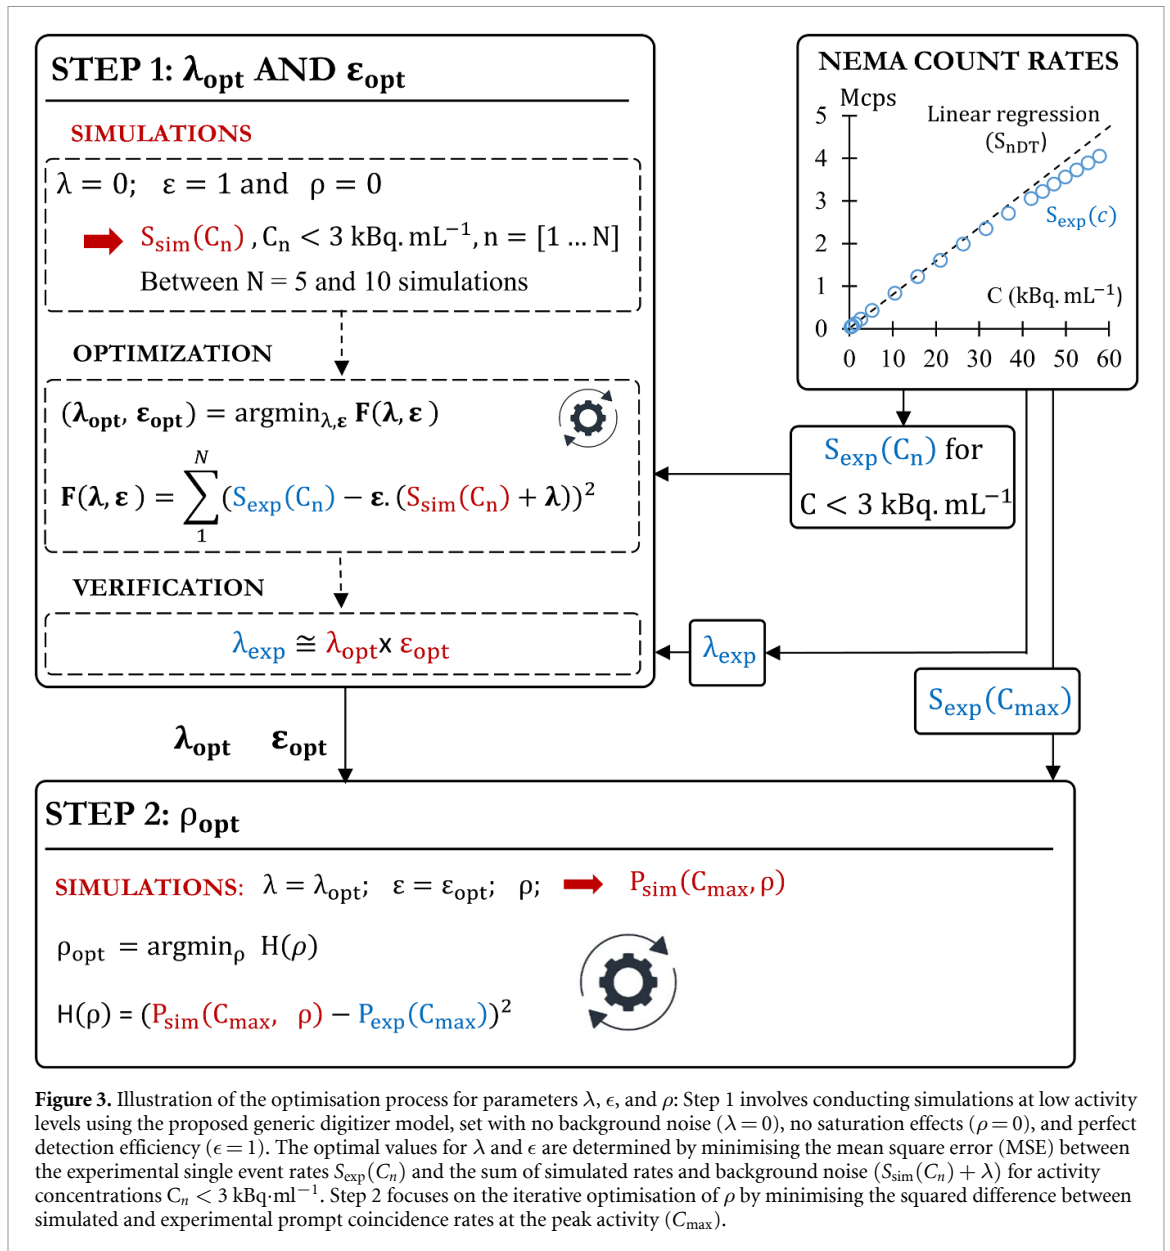 STEP 1: λopt AND εopt
SIMULATIONS
λ = 0; ε = 1 and ρ = 0
Ssim(Cn) , Cn < 3 kBq. mL−1, n = [1 … N]
Between N = 5 and 10 simulations
OPTIMIZATION
(λopt, εopt) = argminλ,ε F(λ, ε )
N
F(λ, ε ) = ∑(Sexp(Cn) − ε. (Ssim(Cn) + λ))2
1
VERIFICATION
λexp ≅ λoptx εopt
NEMA COUNT RATES
Mcps
5
4
3
2
1
0
Linear regression
(SnDT)
Sexp(c)
C (kBq. mL−1)
0 10 20 30 40 50 60
Sexp(Cn) for
C < 3 kBq. mL−1
λexp
Sexp(Cmax)
λopt εopt
STEP 2: ρopt
SIMULATIONS: λ = λopt; ε = εopt; ρ; Psim(Cmax, ρ)
ρopt = argminρ H(ρ)
H(ρ) = (Psim(Cmax, ρ) − Pexp(Cmax))2
Figure 3. Illustration of the optimisation process for parameters λ, ϵ, and ρ: Step 1 involves conducting simulations at low activity
levels using the proposed generic digitizer model, set with no background noise (λ = 0), no saturation effects (ρ = 0), and perfect
detection efficiency (ϵ = 1). The optimal values for λ and ϵ are determined by minimising the mean square error (MSE) between
the experimental single event rates Sexp(Cn) and the sum of simulated rates and background noise (Ssim(Cn) + λ) for activity
concentrations Cn < 3 kBq·ml−1. Step 2 focuses on the iterative optimisation of ρ by minimising the squared difference between
simulated and experimental prompt coincidence rates at the peak activity (Cmax).